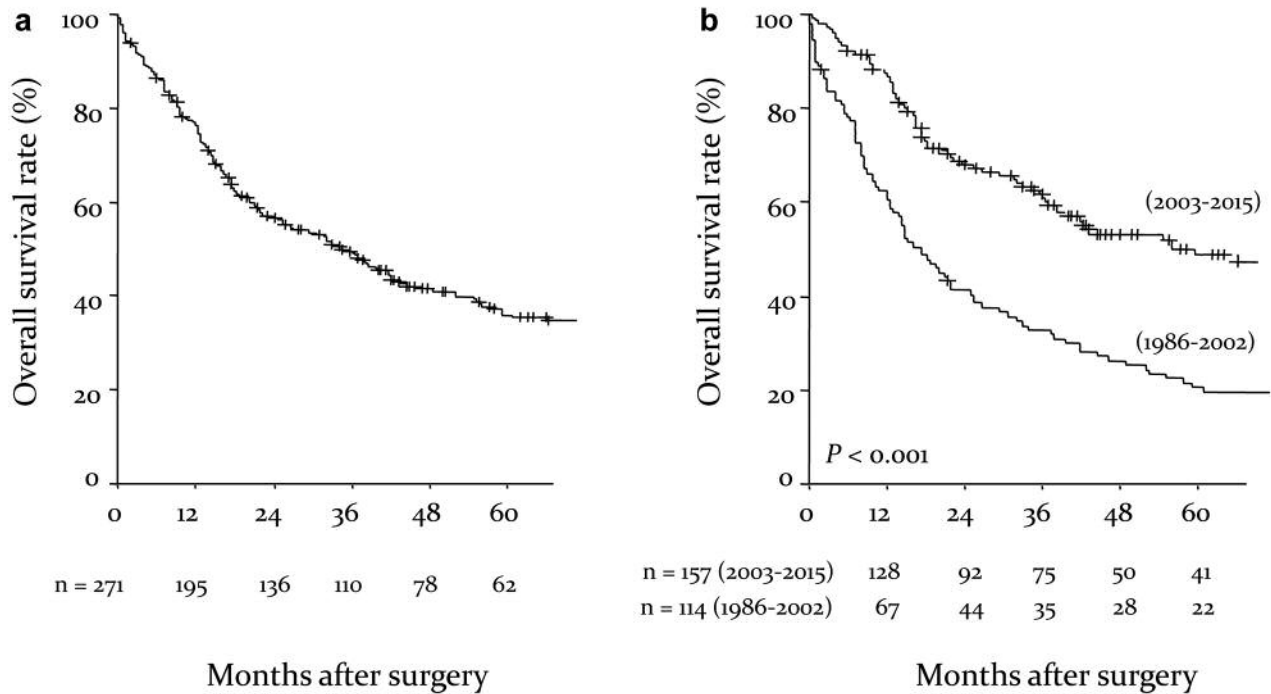 a
100
80
60
40
20
0
Overall survival rate (%)
0 12 24 36 48 60
n = 271 195 136 110 78 62
Months after surgery
b
100
80
60
40
20
0
Overall survival rate (%)
(2003-2015)
(1986-2002)
P < 0.001
0 12 24 36 48 60
n = 157 (2003-2015) 128 92 75 50 41
n = 114 (1986-2002) 67 44 35 28 22
Months after surgery